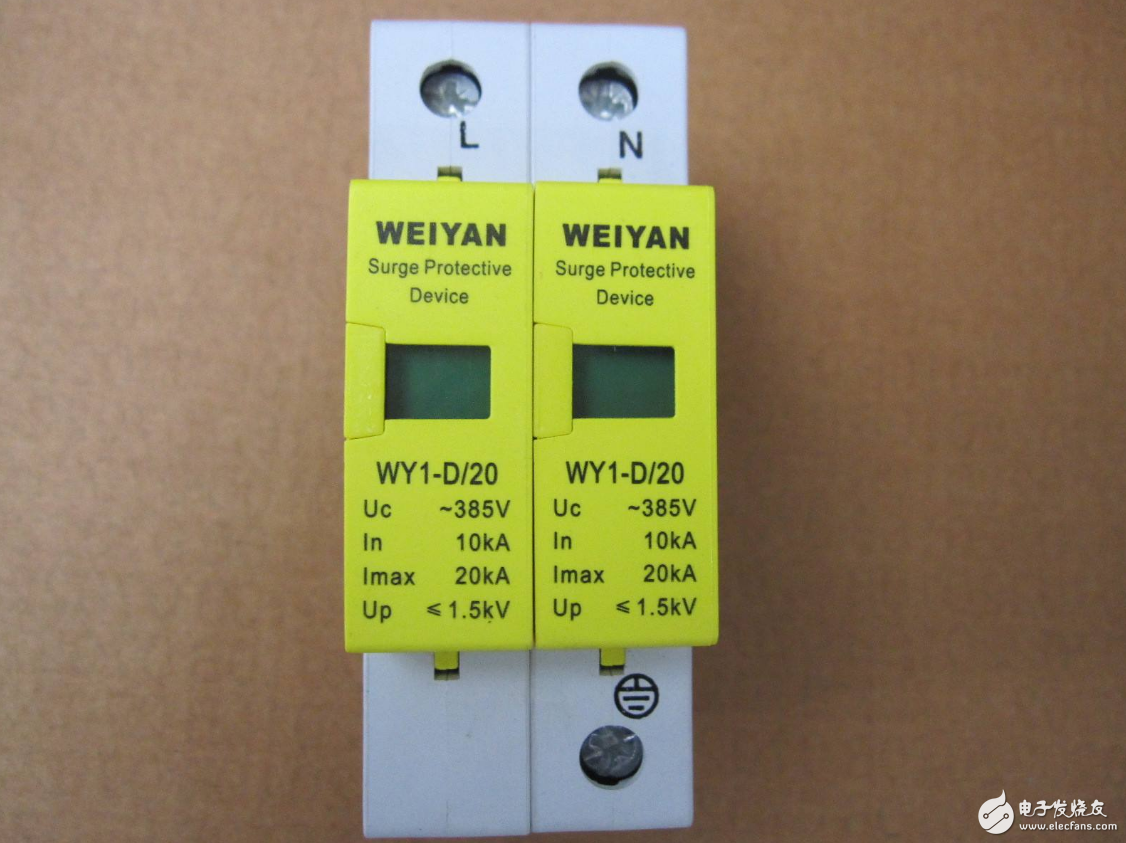 L
N
WEIYAN
Surge Protective
Device
WY1-D/20
Uc ~385V
In 10kA
Imax 20kA
Up ≤1.5kV
WEIYAN
Surge Protective
Device
WY1-D/20
Uc ~385V
In 10kA
Imax 20kA
Up ≤1.5kV
电子发烧友
www.elecfans.com